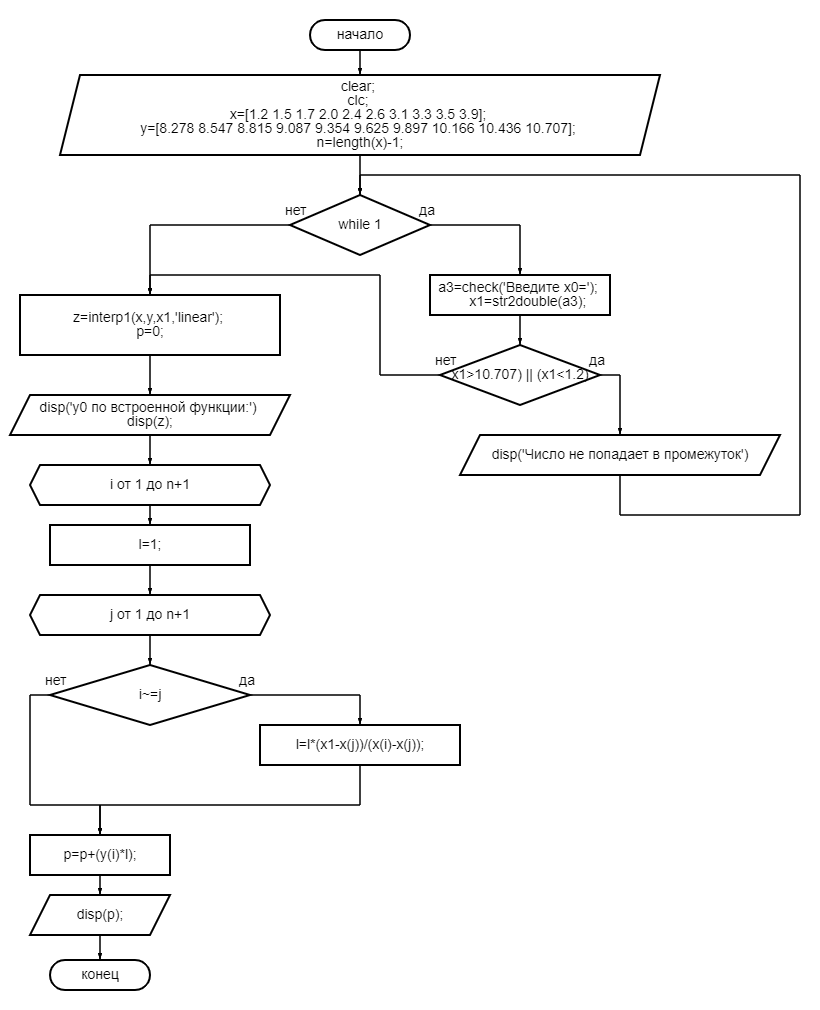 начало
clear;
clc;
x=[1.2 1.5 1.7 2.0 2.4 2.6 3.1 3.3 3.5 3.9];
y=[8.278 8.547 8.815 9.087 9.354 9.625 9.897 10.166 10.436 10.707];
n=length(x)-1;
нет
да
while 1
a3=check('Введите x0=');
x1=str2double(a3);
z=interp1(x,y,x1,'linear');
p=0;
нет
да
x1>10.707) || (x1<1.2)
disp('y0 по встроенной функции:')
disp(z);
disp('Число не попадает в промежуток')
i от 1 до n+1
l=1;
j от 1 до n+1
нет
да
i~=j
l=l*(x1-x(j))/(x(i)-x(j));
p=p+(y(i)*l);
disp(p);
конец